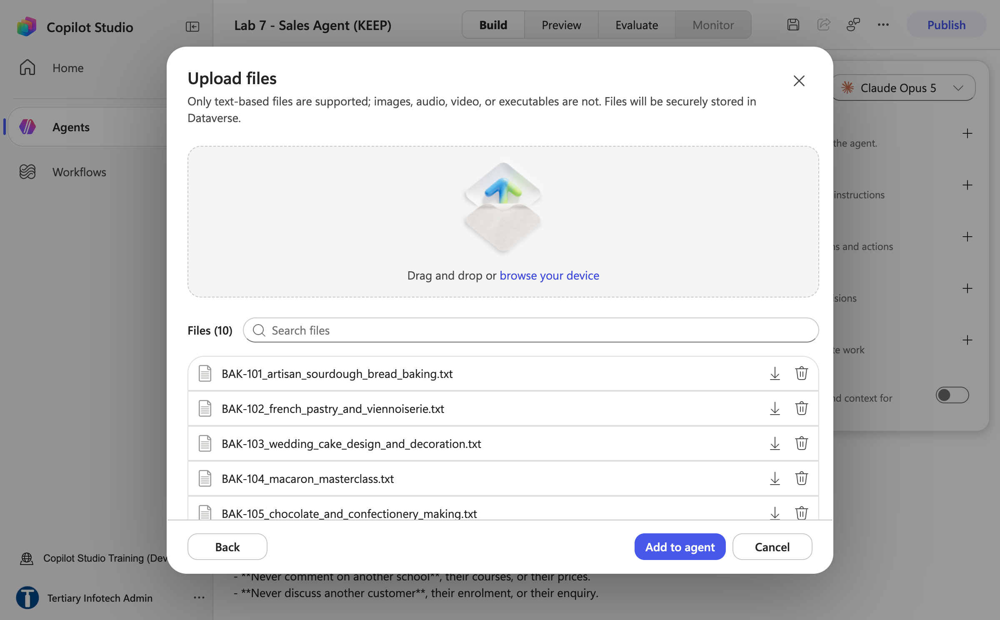 Copilot Studio
Lab 7 - Sales Agent (KEEP)
Build
Preview
Evaluate
Monitor
Publish
Home
Agents
Workflows
Upload files
Only text-based files are supported; images, audio, video, or executables are not. Files will be securely stored in
Dataverse.
Drag and drop or browse your device
Files (10)
Search files
BAK-101_artisan_sourdough_bread_baking.txt
BAK-102_french_pastry_and_viennoiserie.txt
BAK-103_wedding_cake_design_and_decoration.txt
BAK-104_macaron_masterclass.txt
BAK-105_chocolate_and_confectionery_making.txt
Back
Add to agent
Cancel
Claude Opus 5
the agent.
instructions
and actions
work
context for
- **Never comment on another school**, their courses, or their prices.
- **Never discuss another customer**, their enrolment, or their enquiry.
Copilot Studio Training (Dev
Tertiary Infotech Admin